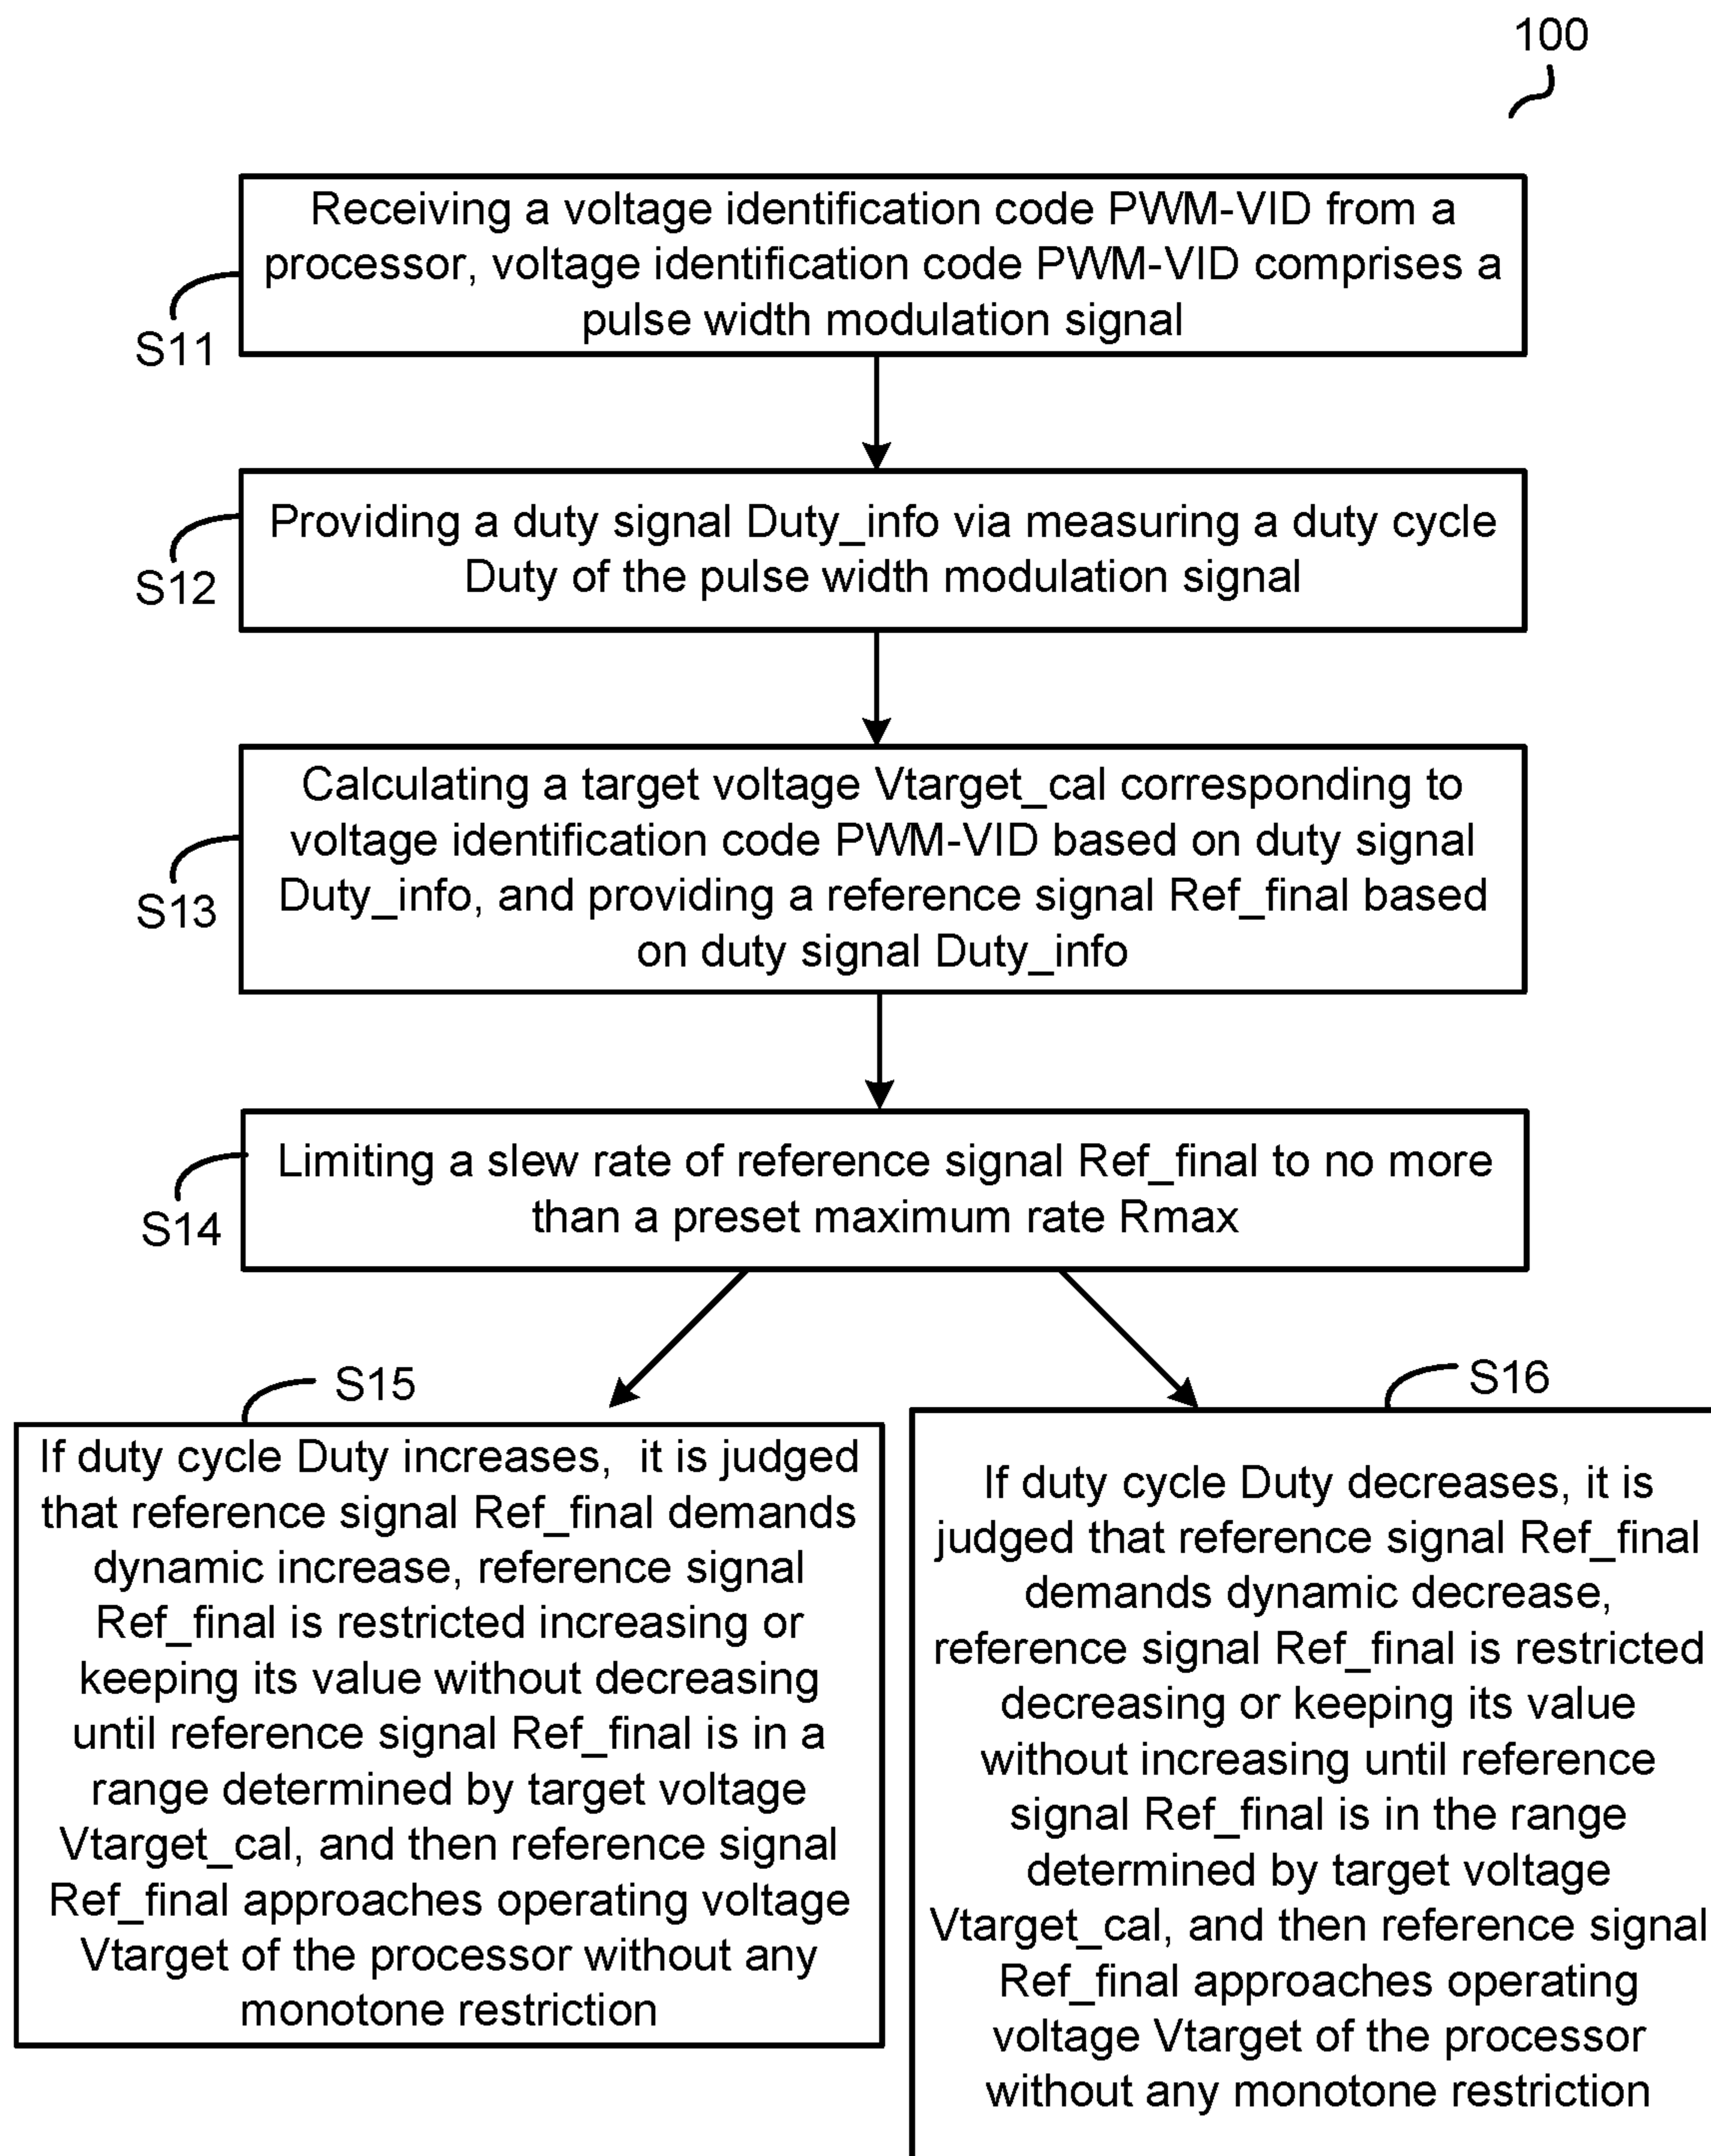 100
Receiving a voltage identification code PWM-VID from a
processor, voltage identification code PWM-VID comprises a
pulse width modulation signal
S11
Providing a duty signal Duty_info via measuring a duty cycle
Duty of the pulse width modulation signal
S12
Calculating a target voltage Vtarget_cal corresponding to
voltage identification code PWM-VID based on duty signal
Duty_info, and providing a reference signal Ref_final based
on duty signal Duty_info
S13
Limiting a slew rate of reference signal Ref_final to no more
than a preset maximum rate Rmax
S14
S15
If duty cycle Duty increases, it is judged
that reference signal Ref_final demands
dynamic increase, reference signal
Ref_final is restricted increasing or
keeping its value without decreasing
until reference signal Ref_final is in a
range determined by target voltage
Vtarget_cal, and then reference signal
Ref_final approaches operating voltage
Vtarget of the processor without any
monotone restriction
S16
If duty cycle Duty decreases, it is
judged that reference signal Ref_final
demands dynamic decrease,
reference signal Ref_final is restricted
decreasing or keeping its value
without increasing until reference
signal Ref_final is in the range
determined by target voltage
Vtarget_cal, and then reference signal
Ref_final approaches operating
voltage Vtarget of the processor
without any monotone restriction